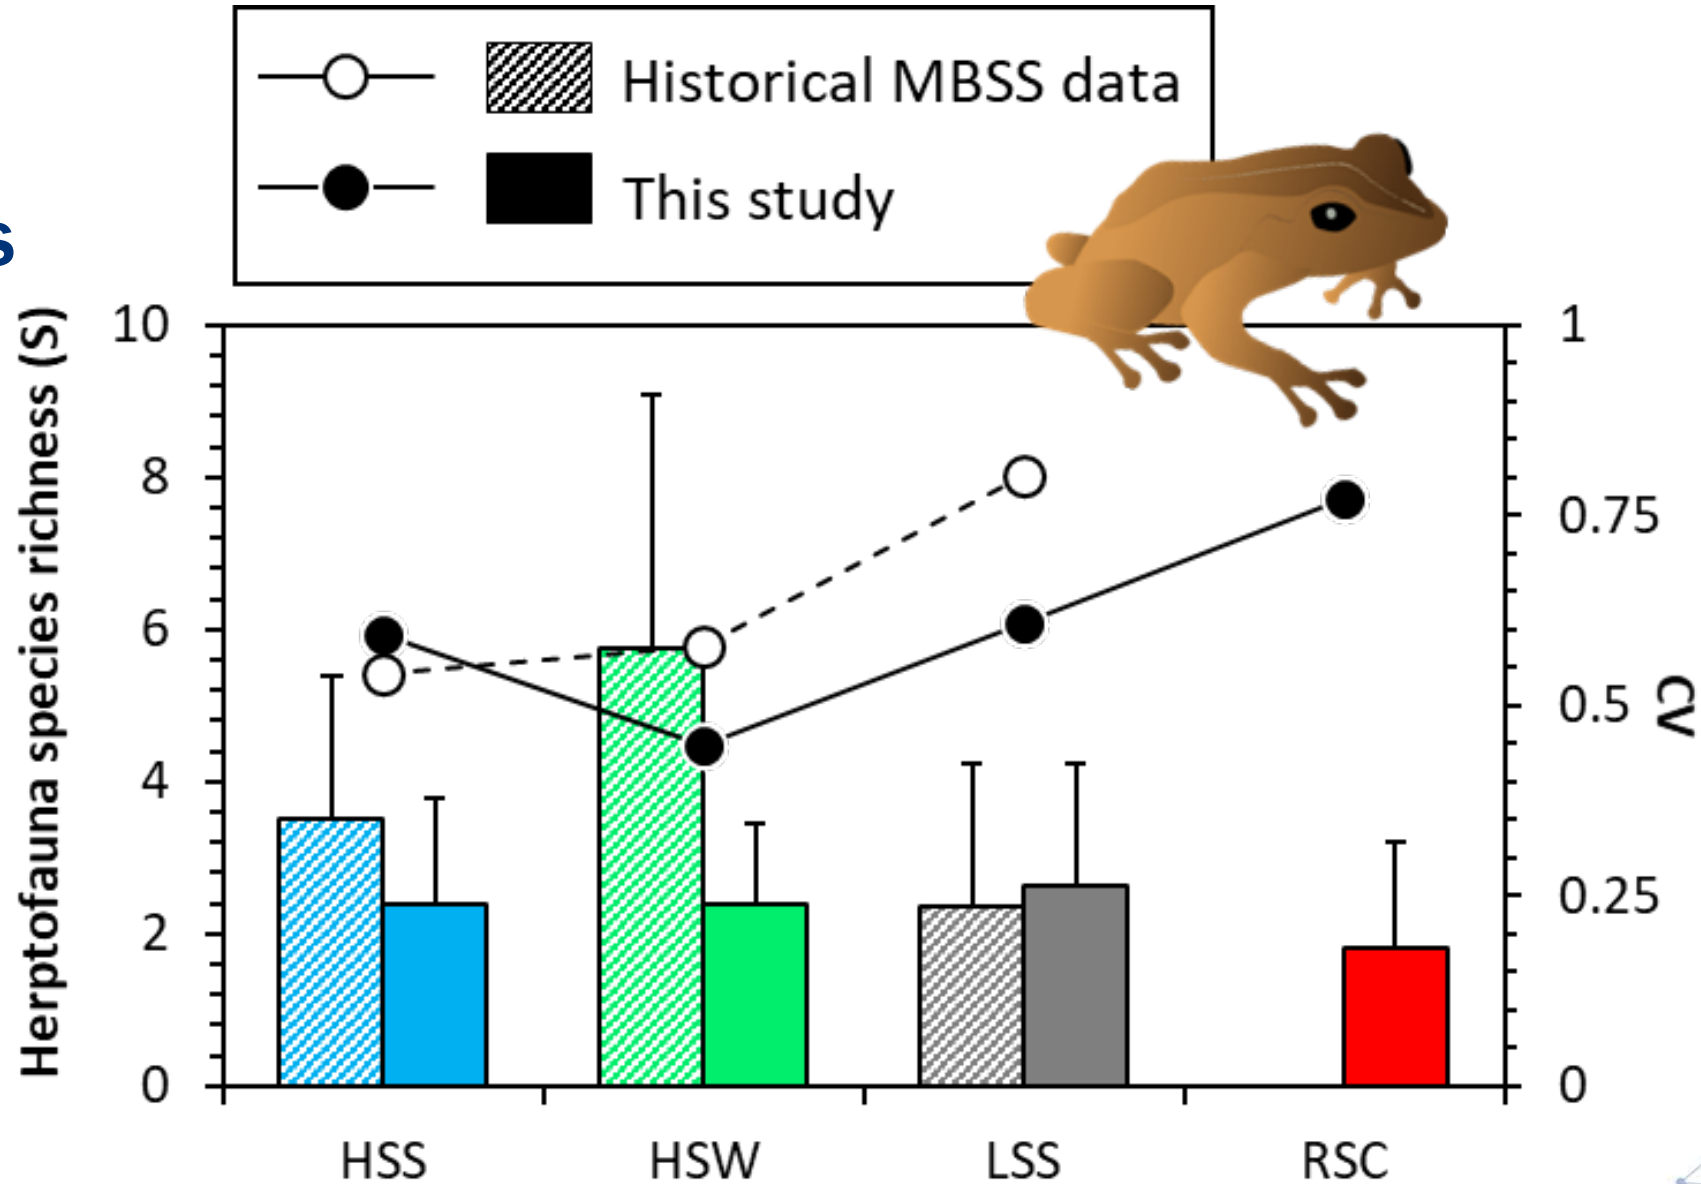 Historical MBSS data
This study
s
Herptofauna species richness (S)
10
8
6
4
2
0
1
0.75
0.5
0.25
0
CV
HSS
HSW
LSS
RSC